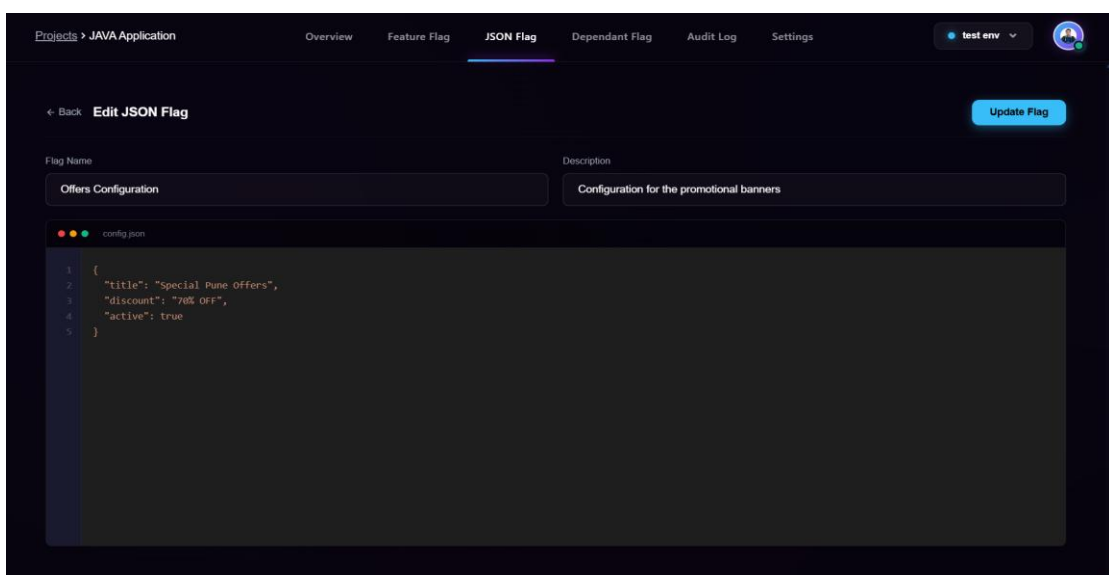 Projects > JAVA Application
Overview
Feature Flag
JSON Flag
Dependant Flag
Audit Log
Settings
test env
← Back
Edit JSON Flag
Update Flag
Flag Name
Description
Offers Configuration
Configuration for the promotional banners
config.json
1 {
2 "title": "Special Pune Offers",
3 "discount": "70% OFF",
4 "active": true
5 }